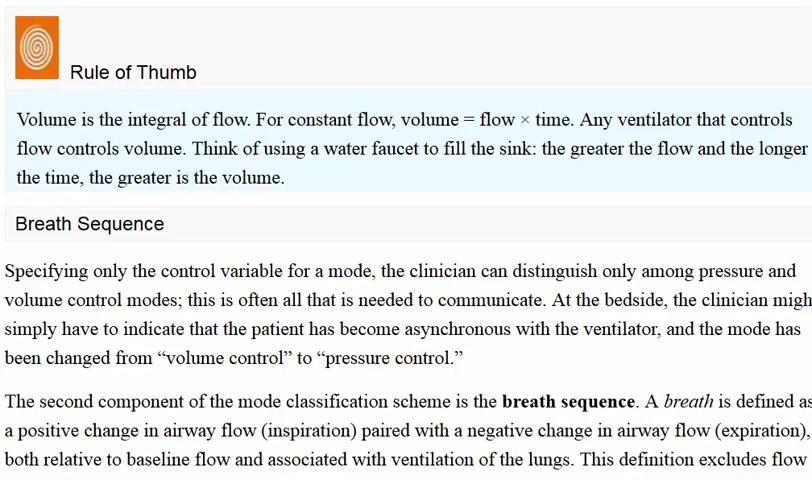 Rule of Thumb
Volume is the integral of flow. For constant flow, volume = flow × time. Any ventilator that controls
flow controls volume. Think of using a water faucet to fill the sink: the greater the flow and the longer
the time, the greater is the volume.
Breath Sequence
Specifying only the control variable for a mode, the clinician can distinguish only among pressure and
volume control modes; this is often all that is needed to communicate. At the bedside, the clinician migh
simply have to indicate that the patient has become asynchronous with the ventilator, and the mode has
been changed from “volume control” to “pressure control.”
The second component of the mode classification scheme is the breath sequence. A breath is defined as
a positive change in airway flow (inspiration) paired with a negative change in airway flow (expiration),
both relative to baseline flow and associated with ventilation of the lungs. This definition excludes flow